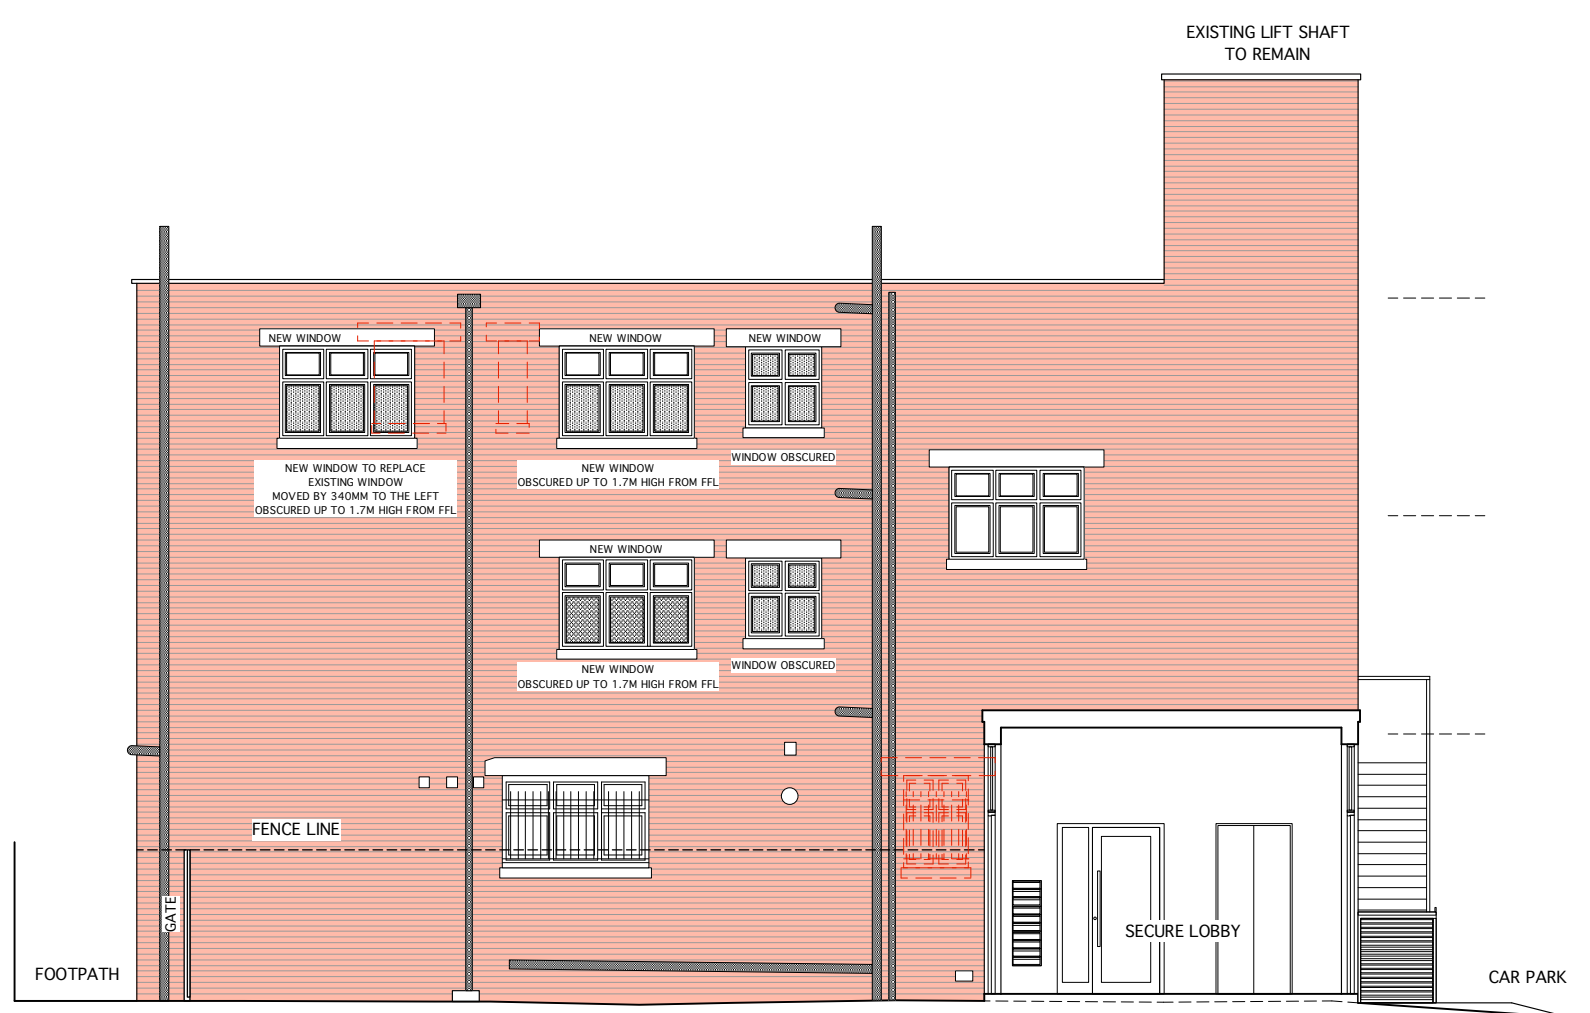 EXISTING LIFT SHAFT
TO REMAIN
NEW WINDOW
NEW WINDOW
NEW WINDOW
NEW WINDOW TO REPLACE
EXISTING WINDOW
MOVED BY 340MM TO THE LEFT
OBSCURED UP TO 1.7M HIGH FROM FFL
NEW WINDOW
OBSCURED UP TO 1.7M HIGH FROM FFL
WINDOW OBSCURED
NEW WINDOW
NEW WINDOW
OBSCURED UP TO 1.7M HIGH FROM FFL
WINDOW OBSCURED
FENCE LINE
GATE
SECURE LOBBY
FOOTPATH
CAR PARK